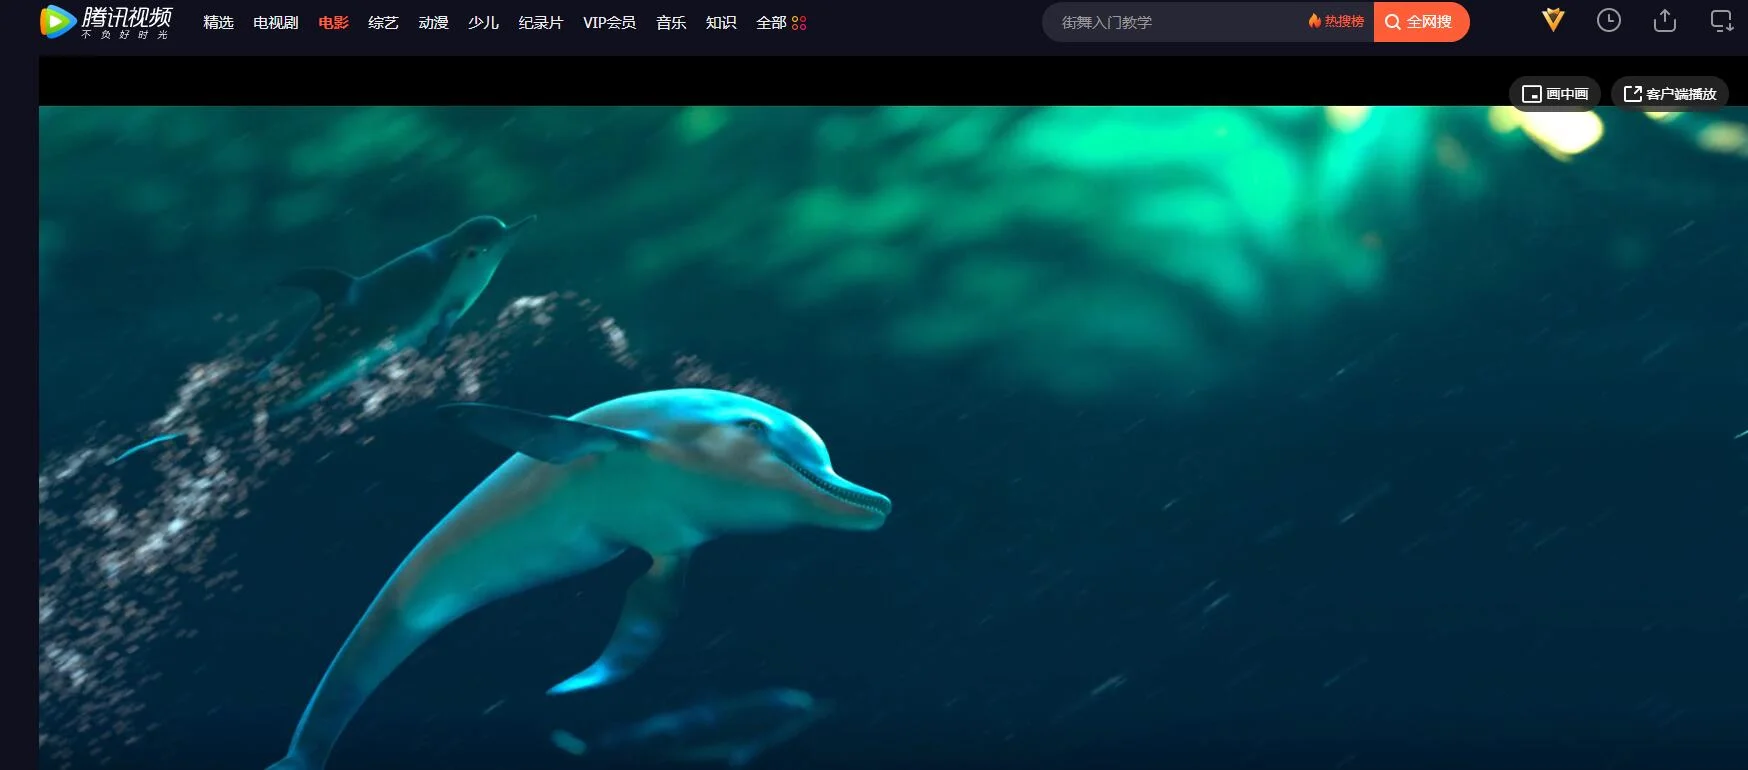 腾讯视频
不负好时光
精选 电视剧 电影 综艺 动漫 少儿 纪录片 VIP会员 音乐 知识 全部
街舞入门教学 热搜榜 全网搜
画中画 客户端播放